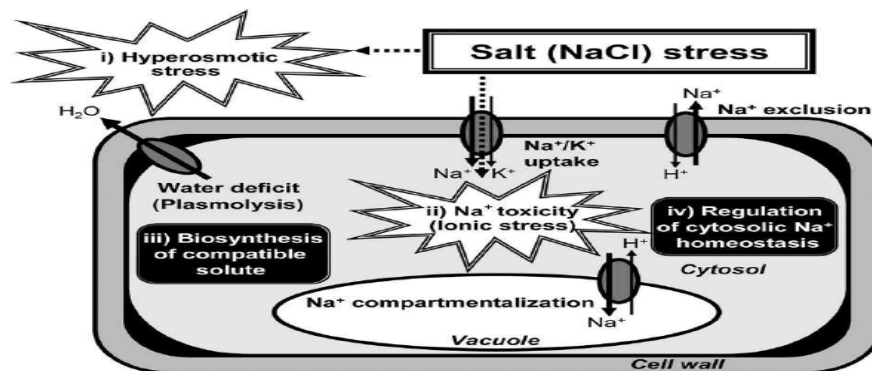 Salt (NaCl) stress
i) Hyperosmotic
stress
H₂O
Na⁺
Na⁺ exclusion
H⁺
Na⁺/K⁺
uptake
Na⁺
K⁺
Water deficit
(Plasmolysis)
ii) Na⁺ toxicity
(Ionic stress)
iii) Biosynthesis
of compatible
solute
iv) Regulation
of cytosolic Na⁺
homeostasis
H⁺
Cytosol
Na⁺ compartmentalization
Na⁺
Vacuole
Cell wall